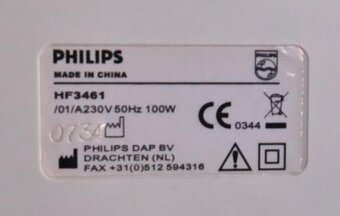 PHILIPS
PHILIPS
MADE IN CHINA
HF3461
/01/A230V 50Hz 100W
0344
0734
PHILIPS DAP BV
DRACHTEN (NL)
FAX +31(0)512 594316